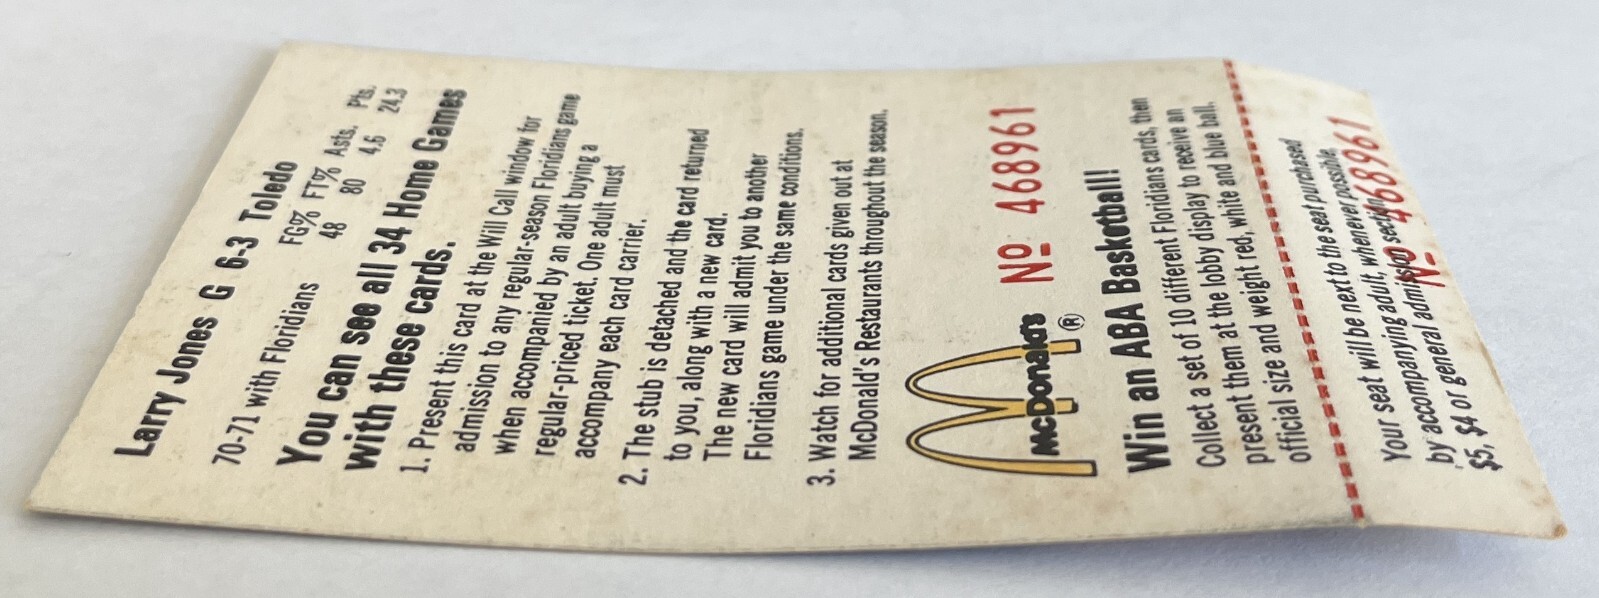 Larry Jones G 6-3 Toledo
FG% FT% Asts. Pts.
70-71 with Floridians 48 80 4.6 24.3
You can see all 34 Home Games
with these cards.
1. Present this card at the Will Call window for
admission to any regular-season Floridians game
when accompanied by an adult buying a
regular-priced ticket. One adult must
accompany each card carrier.
2. The stub is detached and the card returned
to you, along with a new card.
The new card will admit you to another
Floridians game under the same conditions.
3. Watch for additional cards given out at
McDonald's Restaurants throughout the season.
McDonald's ®
No 468961
Win an ABA Basketball!
Collect a set of 10 different Floridians cards, then
present them at the lobby display to receive an
official size and weight red, white and blue ball.
Your seat will be next to the seat purchased
by accompanying adult, whenever possible,
$5, $4 or general admission section.
No 468961